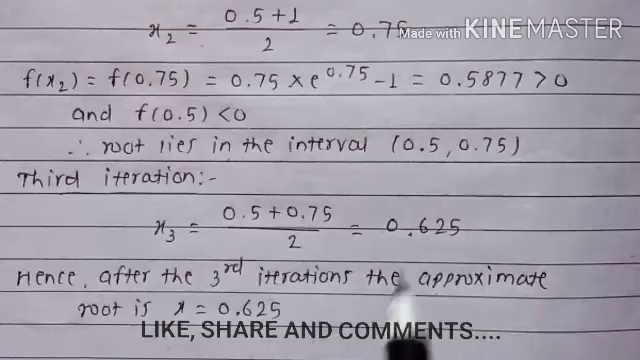 x₂ = (0.5+1)/2 = 0.75
Made with KINEMASTER
f(x₂) = f(0.75) = 0.75 × e^0.75 - 1 = 0.5877 > 0
and f(0.5) < 0
∴ root lies in the interval (0.5, 0.75)
Third iteration:-
x₃ = (0.5+0.75)/2 = 0.625
Hence, after the 3rd iterations the approximate
root is x = 0.625
LIKE, SHARE AND COMMENTS....